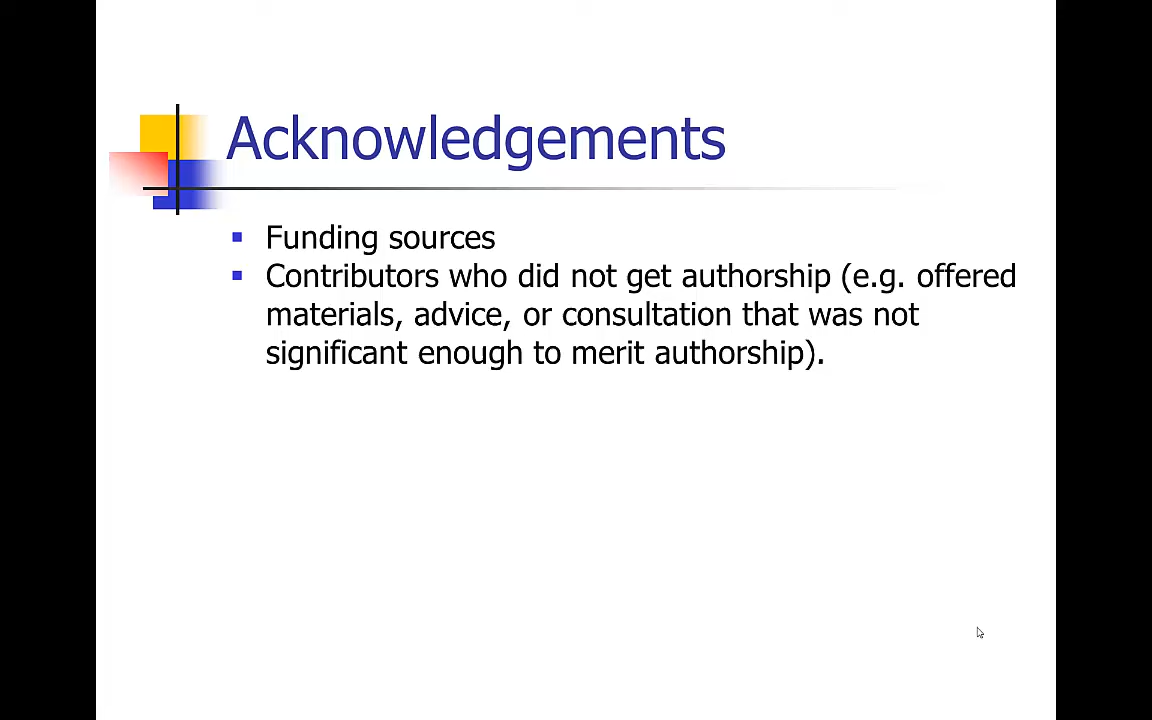 Acknowledgements
Funding sources
Contributors who did not get authorship (e.g. offered
materials, advice, or consultation that was not
significant enough to merit authorship).